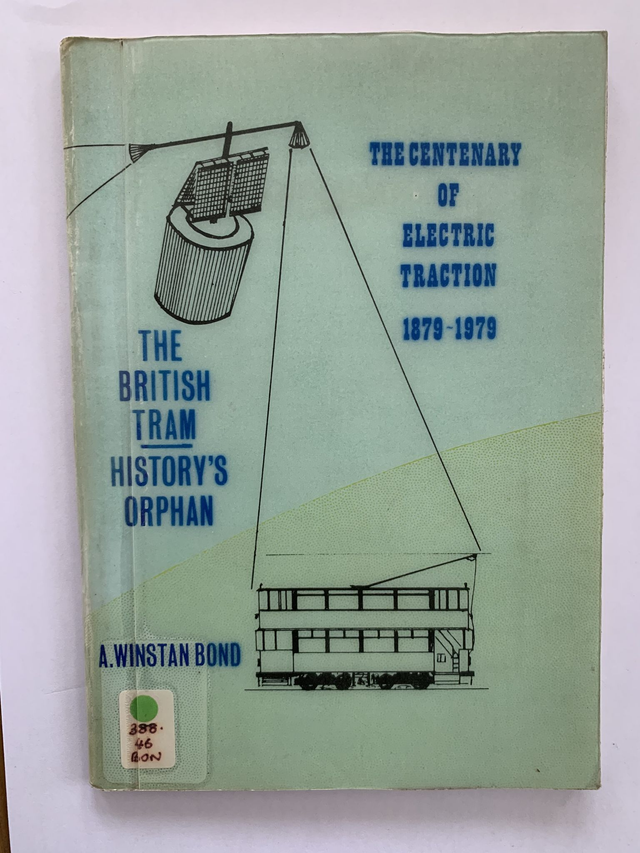 THE CENTENARY
OF
ELECTRIC
TRACTION
1879-1979
THE
BRITISH
TRAM
HISTORY'S
ORPHAN
A. WINSTAN BOND
388.
46
BON